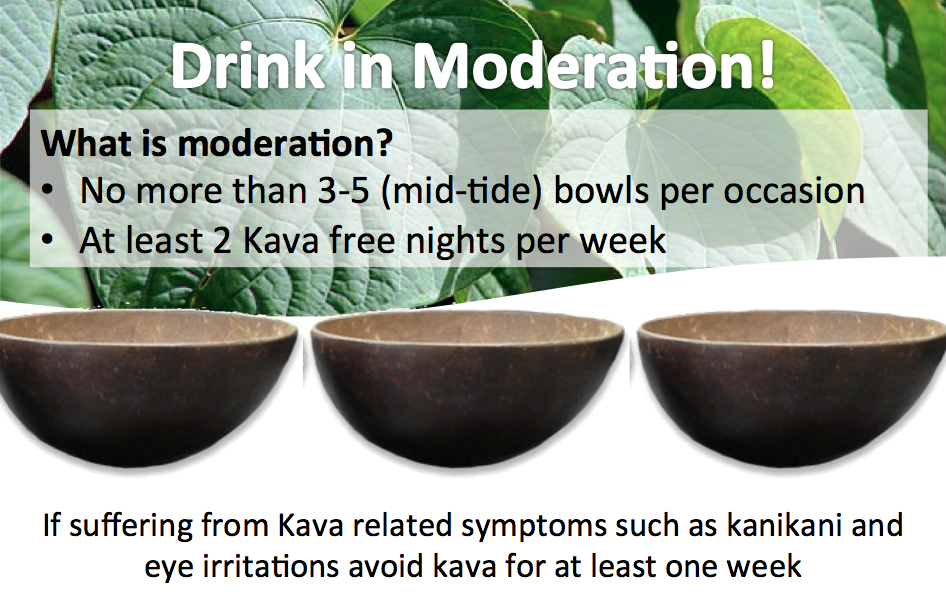 Drink in Moderation!
What is moderation?
• No more than 3-5 (mid-tide) bowls per occasion
• At least 2 Kava free nights per week
If suffering from Kava related symptoms such as kanikani and
eye irritations avoid kava for at least one week